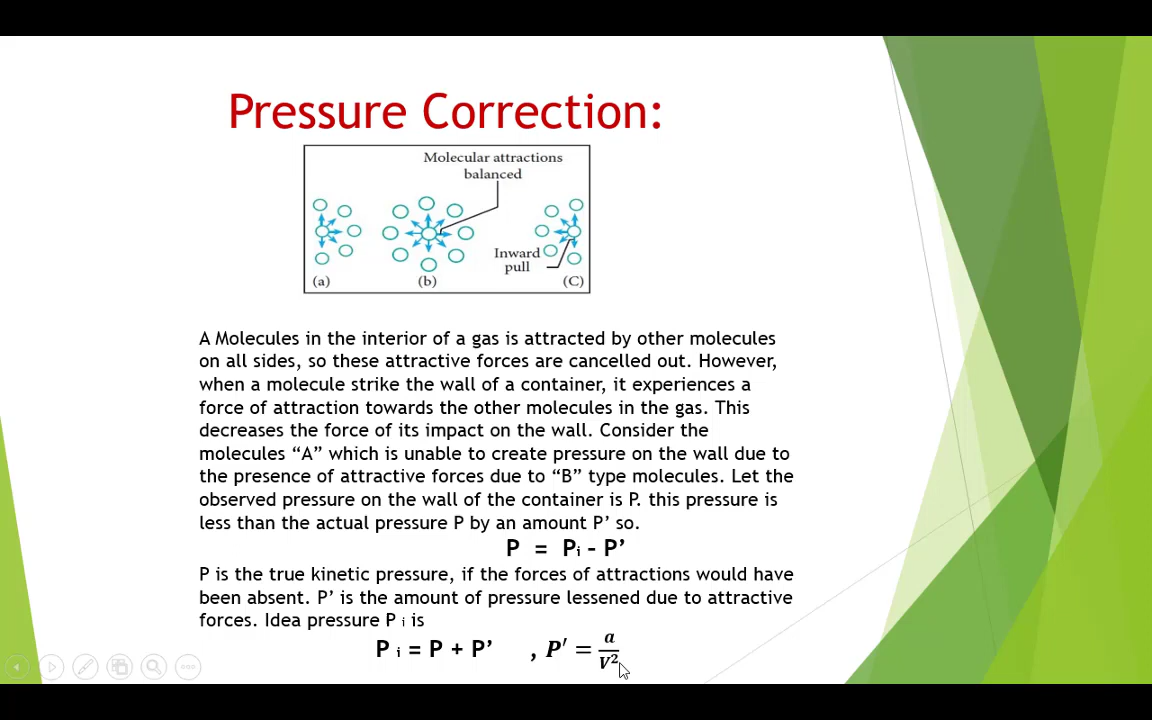 Pressure Correction:
Molecular attractions
balanced
Inward
pull
(a)
(b)
(C)
A Molecules in the interior of a gas is attracted by other molecules
on all sides, so these attractive forces are cancelled out. However,
when a molecule strike the wall of a container, it experiences a
force of attraction towards the other molecules in the gas. This
decreases the force of its impact on the wall. Consider the
molecules “A” which is unable to create pressure on the wall due to
the presence of attractive forces due to “B” type molecules. Let the
observed pressure on the wall of the container is P. this pressure is
less than the actual pressure P by an amount P’ so.
P = Pi – P’
P is the true kinetic pressure, if the forces of attractions would have
been absent. P’ is the amount of pressure lessened due to attractive
forces. Idea pressure P i is
P i = P + P’ , P′ = a/V²